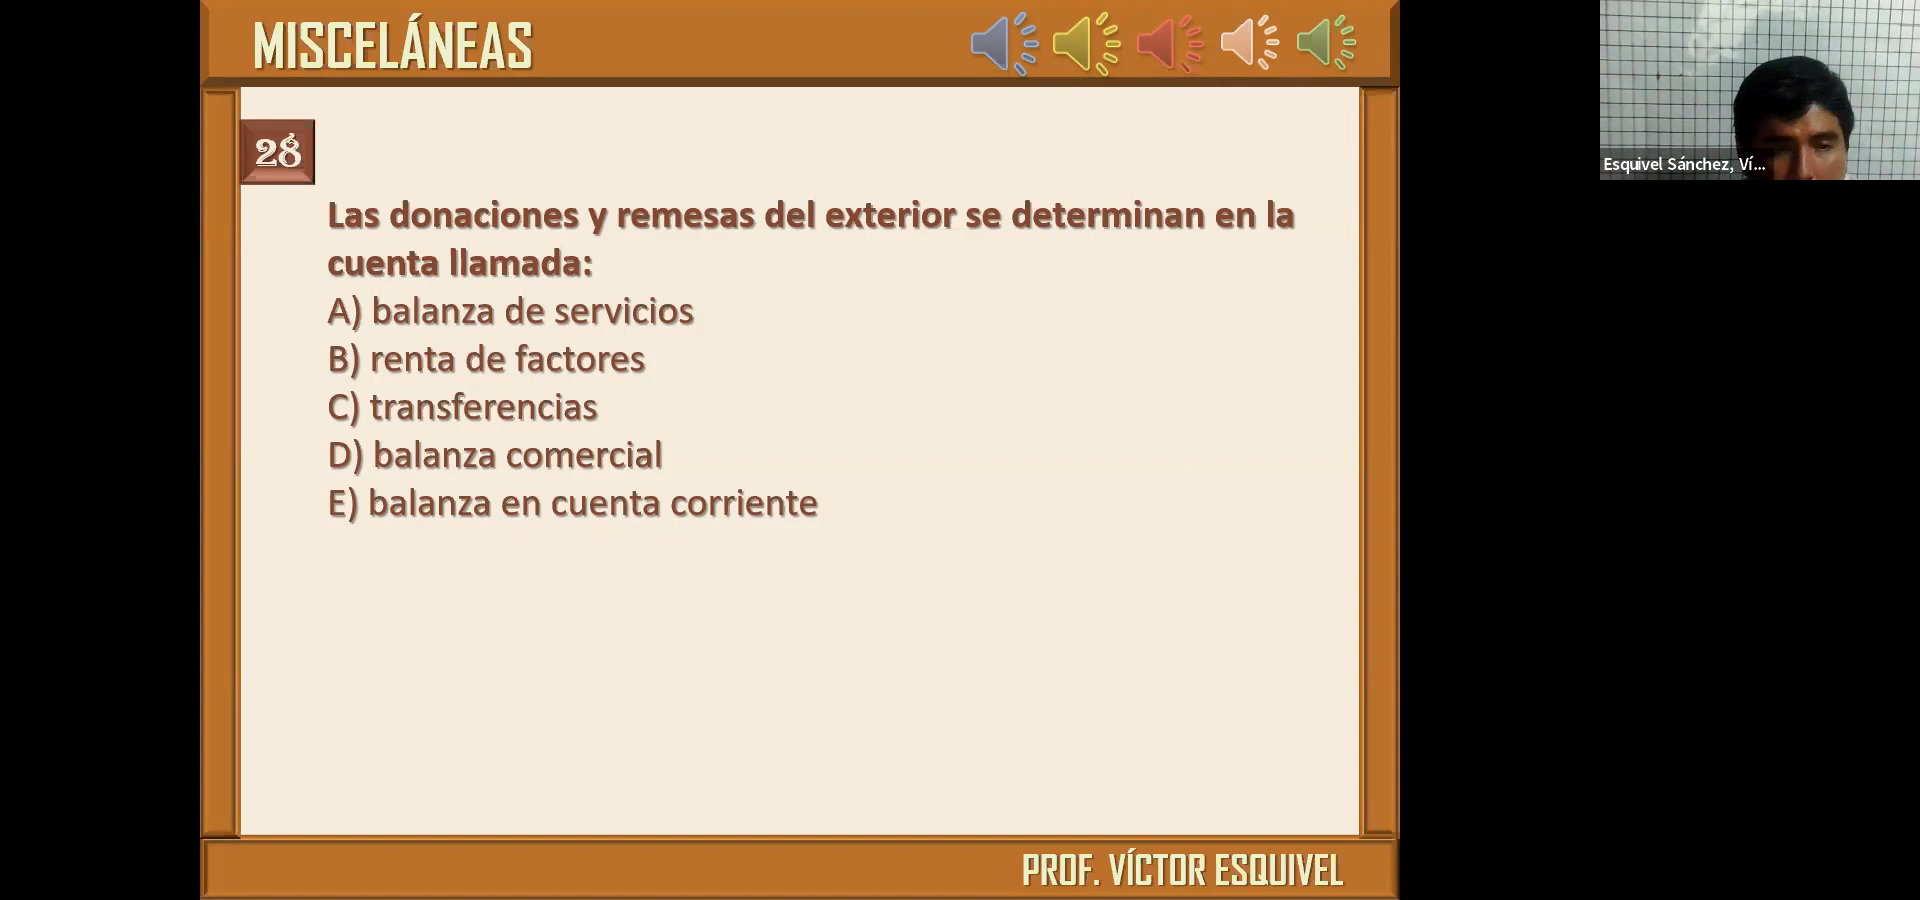 MISCELÁNEAS
28
Las donaciones y remesas del exterior se determinan en la
cuenta llamada:
A) balanza de servicios
B) renta de factores
C) transferencias
D) balanza comercial
E) balanza en cuenta corriente
PROF. VÍCTOR ESQUIVEL
Esquivel Sánchez, Ví...